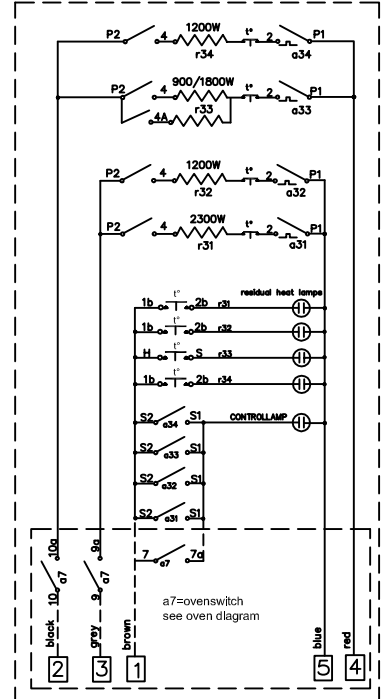 1200W
P2 4 t° 2 P1
r34 a34
900/1800W
P2 4 t° 2 P1
r33 a33
4A
1200W
P2 4 t° 2 P1
r32 a32
2300W
P2 4 t° 2 P1
r31 a31
residual heat lamps
t°
1b 2b r31
t°
1b 2b r32
t°
H S r33
t°
1b 2b r34
S2 S1 CONTROLLAMP
a34
S2 S1
a33
S2 S1
a32
S2 S1
a31
10a 9a 7 7a
a7 a7 a7
10 9
a7=ovenswitch
see oven diagram
black grey brown blue red
2 3 1 5 4